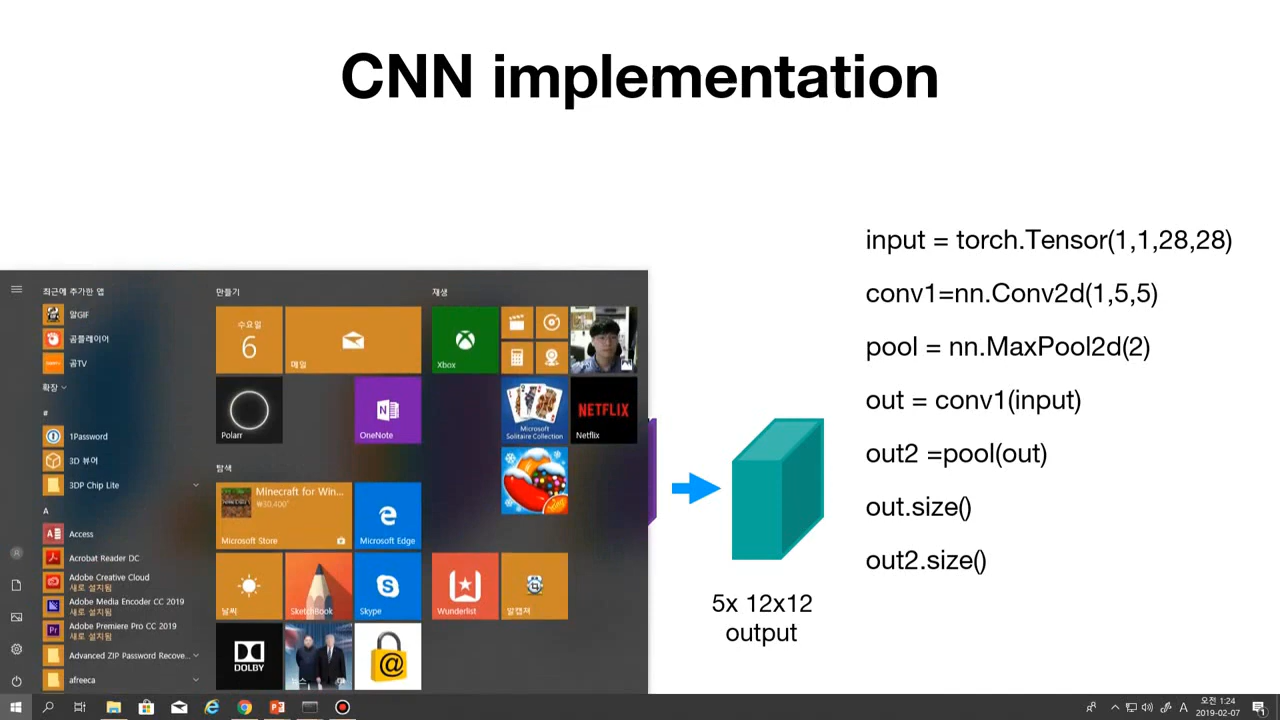 CNN implementation
input = torch.Tensor(1,1,28,28)
conv1=nn.Conv2d(1,5,5)
pool = nn.MaxPool2d(2)
out = conv1(input)
out2 =pool(out)
out.size()
out2.size()
5x 12x12
output
최근에 추가한 앱
알GIF
곰플레이어
곰TV
확장
#
1Password
3D 뷰어
3DP Chip Lite
A
Access
Acrobat Reader DC
Adobe Creative Cloud
새로 설치됨
Adobe Media Encoder CC 2019
새로 설치됨
Adobe Premiere Pro CC 2019
새로 설치됨
Advanced ZIP Password Recove...
afreeca
만들기
수요일
6
메일
Polarr
OneNote
탐색
Minecraft for Win...
₩30,400
Microsoft Store
Microsoft Edge
날씨
SketchBook
Skype
DOLBY
뉴스
재생
Xbox
Microsoft
Solitaire Collection
NETFLIX
Netflix
Wunderlist
알캡처
A
오전 1:24
2019-02-07